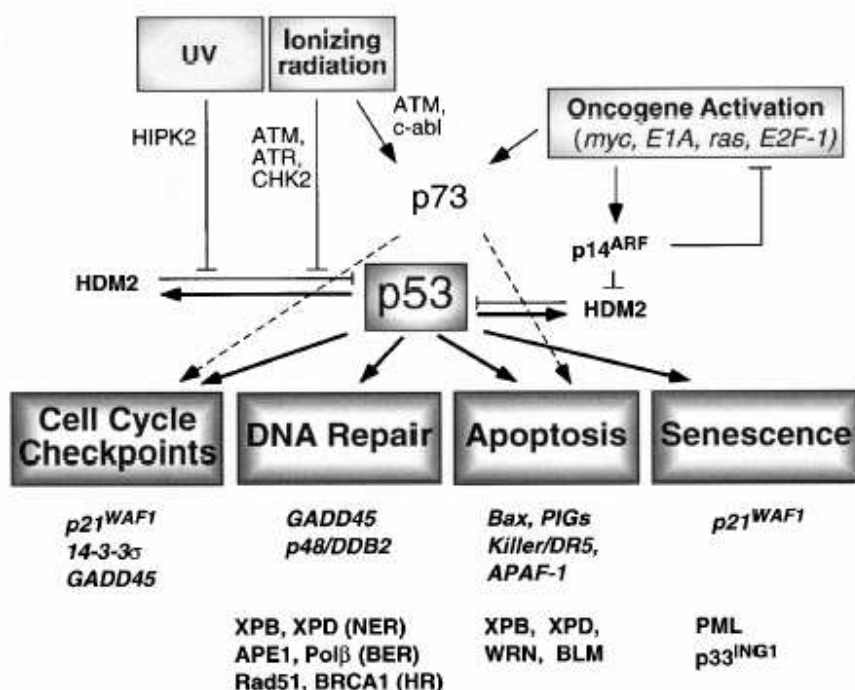 UV
Ionizing
radiation
HIPK2
ATM,
ATR,
CHK2
ATM,
c-abl
Oncogene Activation
(myc, E1A, ras, E2F-1)
p73
p14ARF
HDM2
p53
HDM2
Cell Cycle
Checkpoints
DNA Repair
Apoptosis
Senescence
p21WAF1
14-3-3σ
GADD45
GADD45
p48/DDB2
Bax, PIGs
Killer/DR5,
APAF-1
p21WAF1
XPB, XPD (NER)
APE1, Polβ (BER)
Rad51, BRCA1 (HR)
XPB, XPD,
WRN, BLM
PML
p33ING1